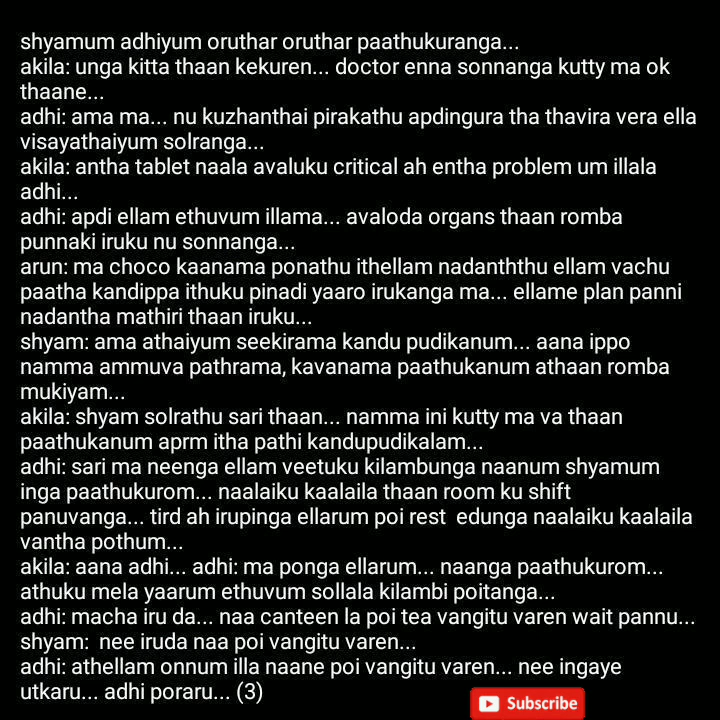 shyamum adhiyum oruthar oruthar paathukuranga...
akila: unga kitta thaan kekuren... doctor enna sonnanga kutty ma ok
thaane...
adhi: ama ma... nu kuzhanthai pirakathu apdingura tha thavira vera ella
visayathaiyum solranga...
akila: antha tablet naala avaluku critical ah entha problem um illala
adhi...
adhi: apdi ellam ethuvum illama... avaloda organs thaan romba
punnaki iruku nu sonnanga...
arun: ma choco kaanama ponathu ithellam nadanththu ellam vachu
paatha kandippa ithuku pinadi yaaro irukanga ma... ellame plan panni
nadantha mathiri thaan iruku...
shyam: ama athaiyum seekirama kandu pudikanum... aana ippo
namma ammuva pathrama, kavanama paathukanum athaan romba
mukiyam...
akila: shyam solrathu sari thaan... namma ini kutty ma va thaan
paathukanum aprm itha pathi kandupudikalam...
adhi: sari ma neenga ellam veetuku kilambunga naanum shyamum
inga paathukurom... naalaiku kaalaila thaan room ku shift
panuvanga... tird ah irupinga ellarum poi rest  edunga naalaiku kaalaila
vantha pothum...
akila: aana adhi... adhi: ma ponga ellarum... naanga paathukurom...
athuku mela yaarum ethuvum sollala kilambi poitanga...
adhi: macha iru da... naa canteen la poi tea vangitu varen wait pannu...
shyam:  nee iruda naa poi vangitu varen...
adhi: athellam onnum illa naane poi vangitu varen... nee ingaye
utkaru... adhi poraru... (3)
Subscribe